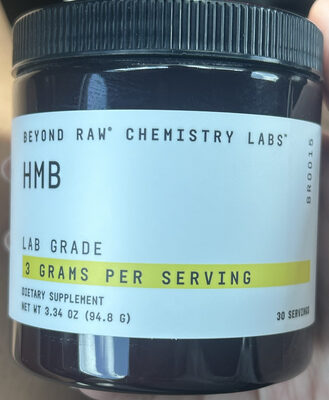 BEYOND RAW® CHEMISTRY LABS™
HMB
BR0015
LAB GRADE
3 GRAMS PER SERVING
DIETARY SUPPLEMENT
NET WT 3.34 OZ (94.8 G)
30 SERVINGS